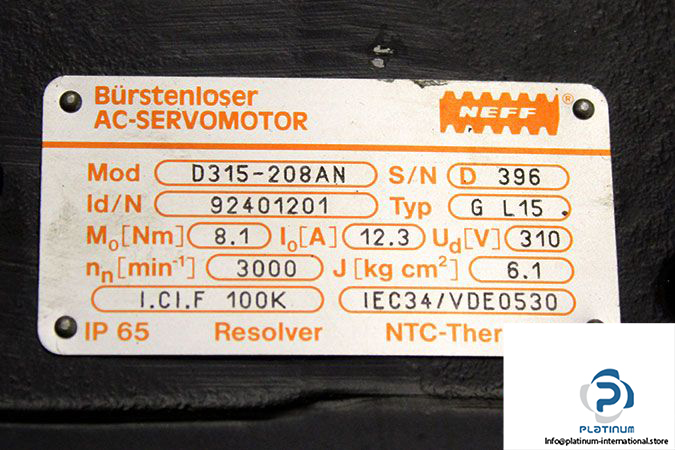 Bürstenloser
AC-SERVOMOTOR
NEFF ®
Mod D315-208AN S/N D 396
Id/N 92401201 Typ G L15.
M₀[Nm] 8.1 I₀[A] 12.3 Ud[V] 310
nn[min⁻¹] 3000 J[kg cm²] 6.1
I.Cl.F 100K IEC34/VDE0530
IP 65 Resolver NTC-Ther
PLATINUM
Info@platinum-international.store